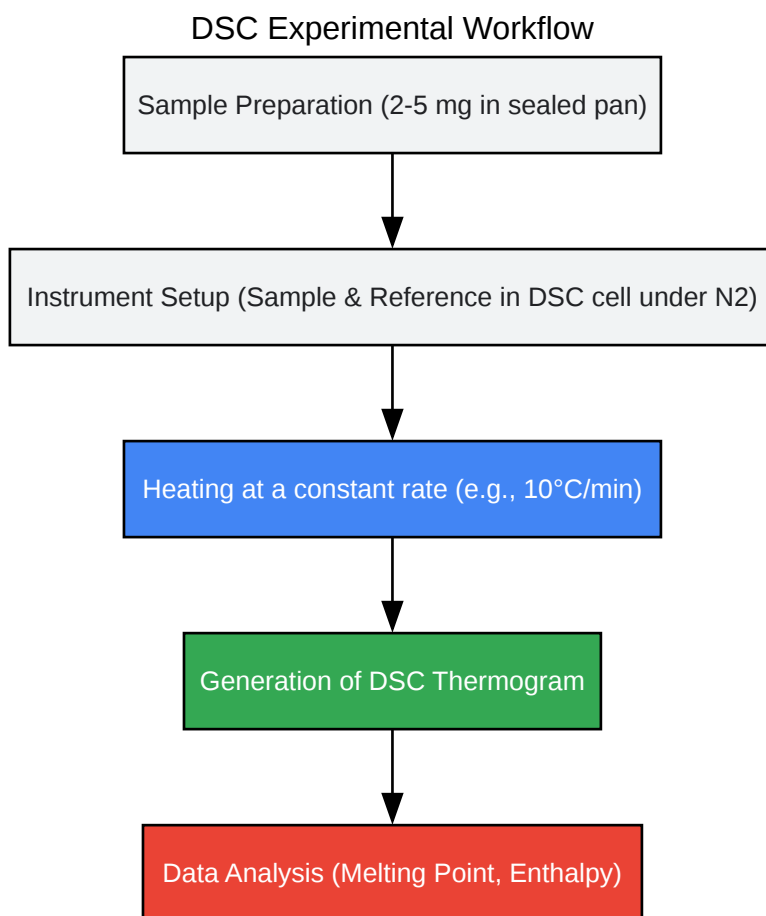 DSC Experimental Workflow
Sample Preparation (2-5 mg in sealed pan)
Instrument Setup (Sample & Reference in DSC cell under N2)
Heating at a constant rate (e.g., 10°C/min)
Generation of DSC Thermogram
Data Analysis (Melting Point, Enthalpy)